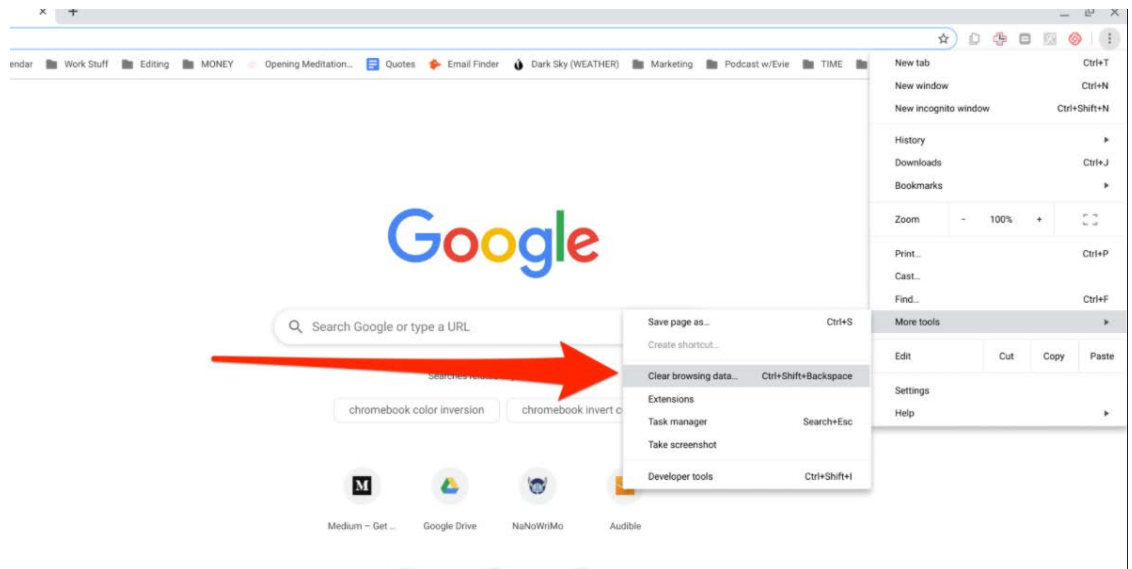 endar Work Stuff Editing MONEY Opening Meditation... Quotes Email Finder Dark Sky (WEATHER) Marketing Podcast w/Evie TIME
New tab Ctrl+T
New window Ctrl+N
New incognito window Ctrl+Shift+N
History
Downloads Ctrl+J
Bookmarks
Zoom - 100% +
Print... Ctrl+P
Cast...
Find... Ctrl+F
More tools
Edit Cut Copy Paste
Settings
Help
Google
Search Google or type a URL
Save page as... Ctrl+S
Create shortcut...
Clear browsing data... Ctrl+Shift+Backspace
Extensions
Task manager Search+Esc
Take screenshot
Developer tools Ctrl+Shift+I
Searches related
chromebook color inversion chromebook invert c
M
Medium – Get ... Google Drive NaNoWriMo Audible